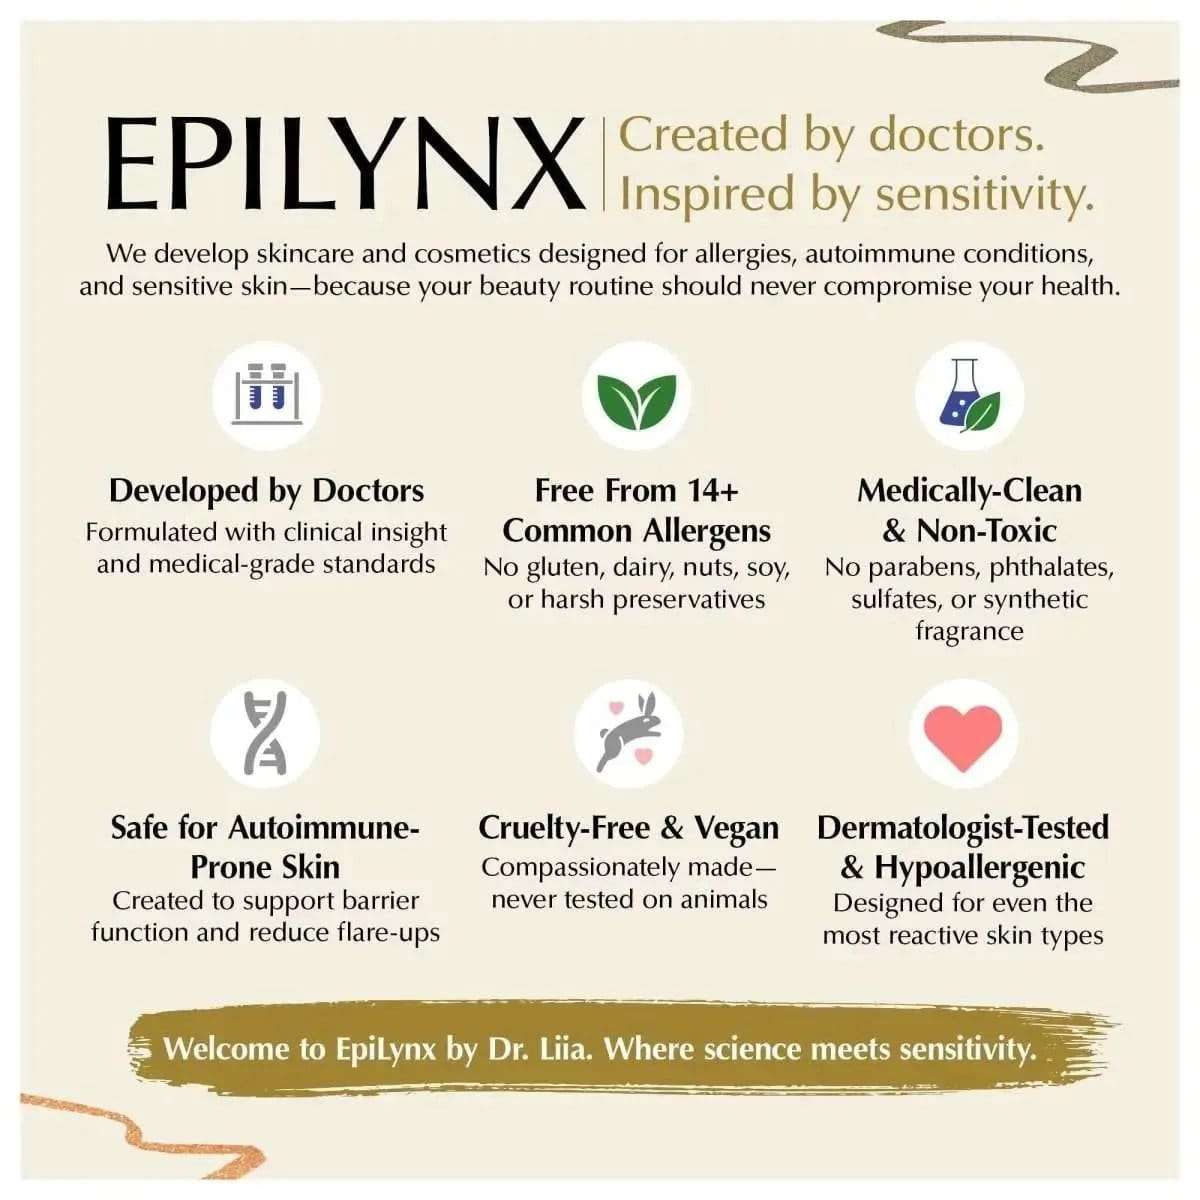 EPILYNX
Created by doctors.
Inspired by sensitivity.
We develop skincare and cosmetics designed for allergies, autoimmune conditions,
and sensitive skin—because your beauty routine should never compromise your health.
Developed by Doctors
Formulated with clinical insight
and medical-grade standards
Free From 14+
Common Allergens
No gluten, dairy, nuts, soy,
or harsh preservatives
Medically-Clean
& Non-Toxic
No parabens, phthalates,
sulfates, or synthetic
fragrance
Safe for Autoimmune-
Prone Skin
Created to support barrier
function and reduce flare-ups
Cruelty-Free & Vegan
Compassionately made—
never tested on animals
Dermatologist-Tested
& Hypoallergenic
Designed for even the
most reactive skin types
Welcome to EpiLynx by Dr. Liia. Where science meets sensitivity.